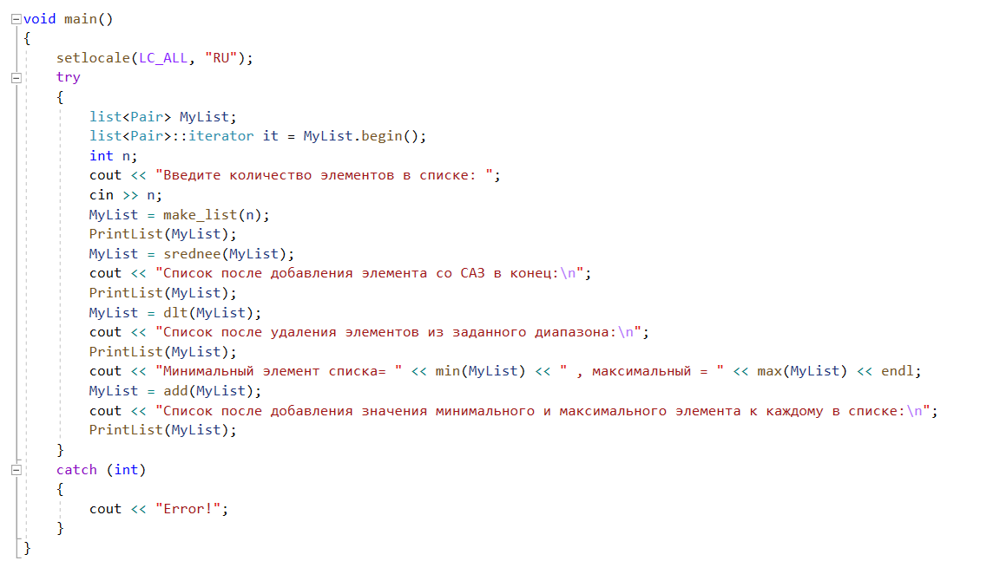 void main()
{
    setlocale(LC_ALL, "RU");
    try
    {
        list<Pair> MyList;
        list<Pair>::iterator it = MyList.begin();
        int n;
        cout << "Введите количество элементов в списке: ";
        cin >> n;
        MyList = make_list(n);
        PrintList(MyList);
        MyList = srednee(MyList);
        cout << "Список после добавления элемента со САЗ в конец:\n";
        PrintList(MyList);
        MyList = dlt(MyList);
        cout << "Список после удаления элементов из заданного диапазона:\n";
        PrintList(MyList);
        cout << "Минимальный элемент списка= " << min(MyList) << " , максимальный = " << max(MyList) << endl;
        MyList = add(MyList);
        cout << "Список после добавления значения минимального и максимального элемента к каждому в списке:\n";
        PrintList(MyList);
    }
    catch (int)
    {
        cout << "Error!";
    }
}